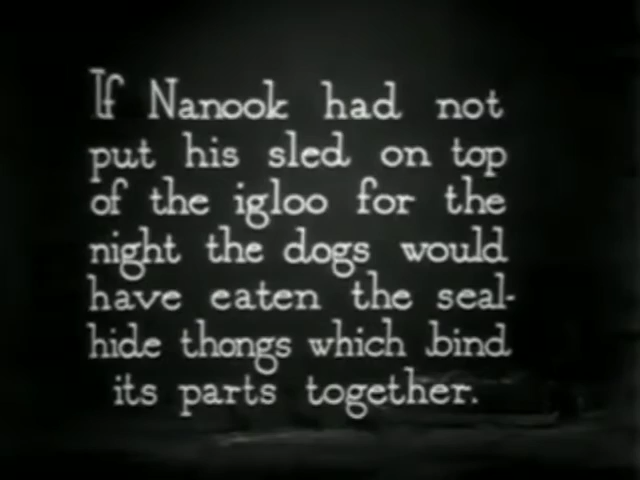 If Nanook had not
put his sled on top
of the igloo for the
night the dogs would
have eaten the seal-
hide thongs which bind
its parts together.